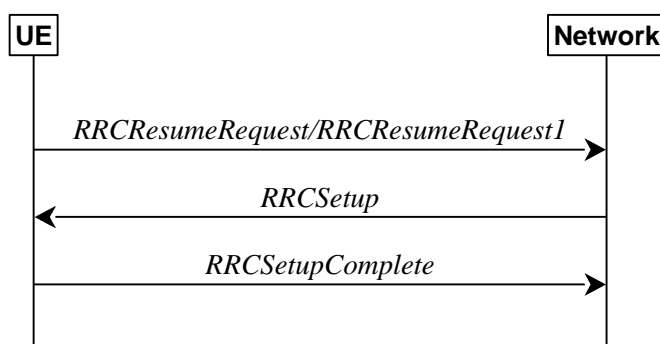 UE
Network
RRCResumeRequest/RRCResumeRequest1
RRCSetup
RRCSetupComplete